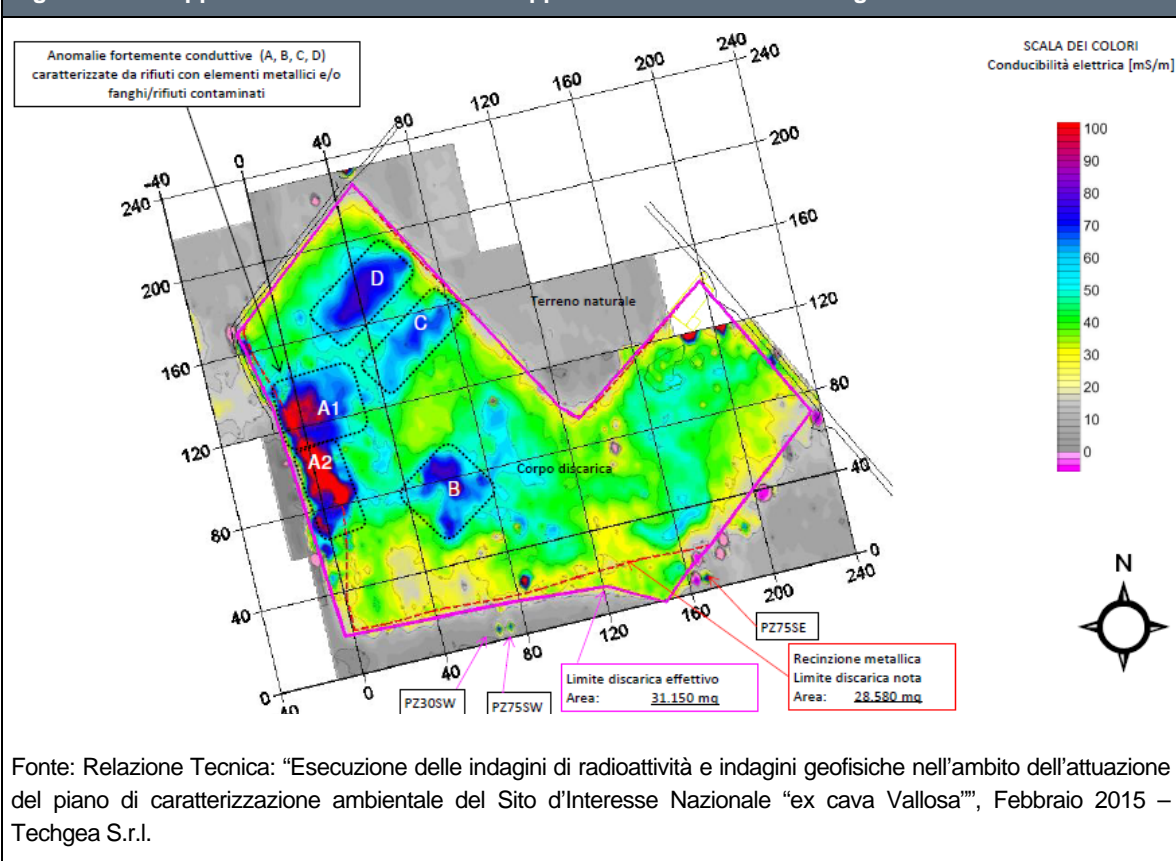 Anomalie fortemente conduttive (A, B, C, D)
caratterizzate da rifiuti con elementi metallici e/o
fanghi/rifiuti contaminati
SCALA DEI COLORI
Conducibilità elettrica [mS/m]
100
90
80
70
60
50
40
30
20
10
0
-40
0
40
80
120
160
200
240
240
200
160
120
80
40
0
240
200
160
120
80
40
0
40
0
40
80
120
160
200
240
D
C
A1
A2
B
Terreno naturale
Corpo discarica
N
PZ30SW
PZ75SW
PZ75SE
Limite discarica effettivo
Area: 31.150 mq
Recinzione metallica
Limite discarica nota
Area: 28.580 mq
Fonte: Relazione Tecnica: “Esecuzione delle indagini di radioattività e indagini geofisiche nell’ambito dell’attuazione
del piano di caratterizzazione ambientale del Sito d’Interesse Nazionale “ex cava Vallosa””, Febbraio 2015 –
Techgea S.r.l.